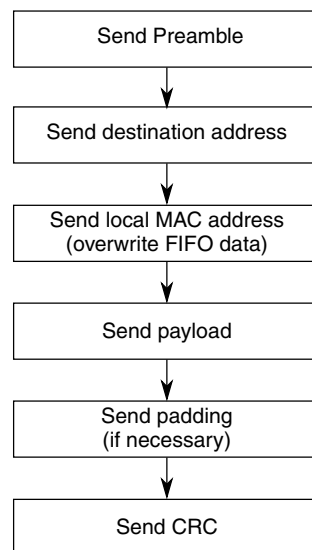 Send Preamble
Send destination address
Send local MAC address
(overwrite FIFO data)
Send payload
Send padding
(if necessary)
Send CRC